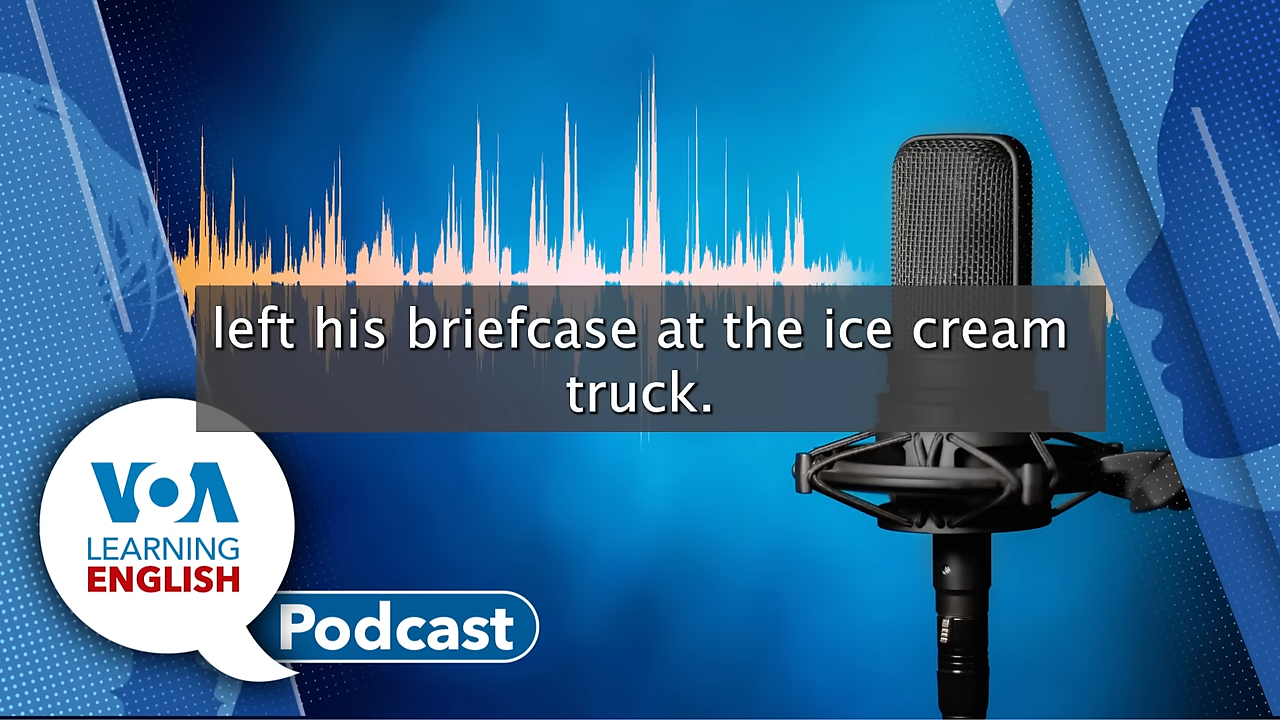 left his briefcase at the ice cream
truck.
VOA
LEARNING
ENGLISH
Podcast